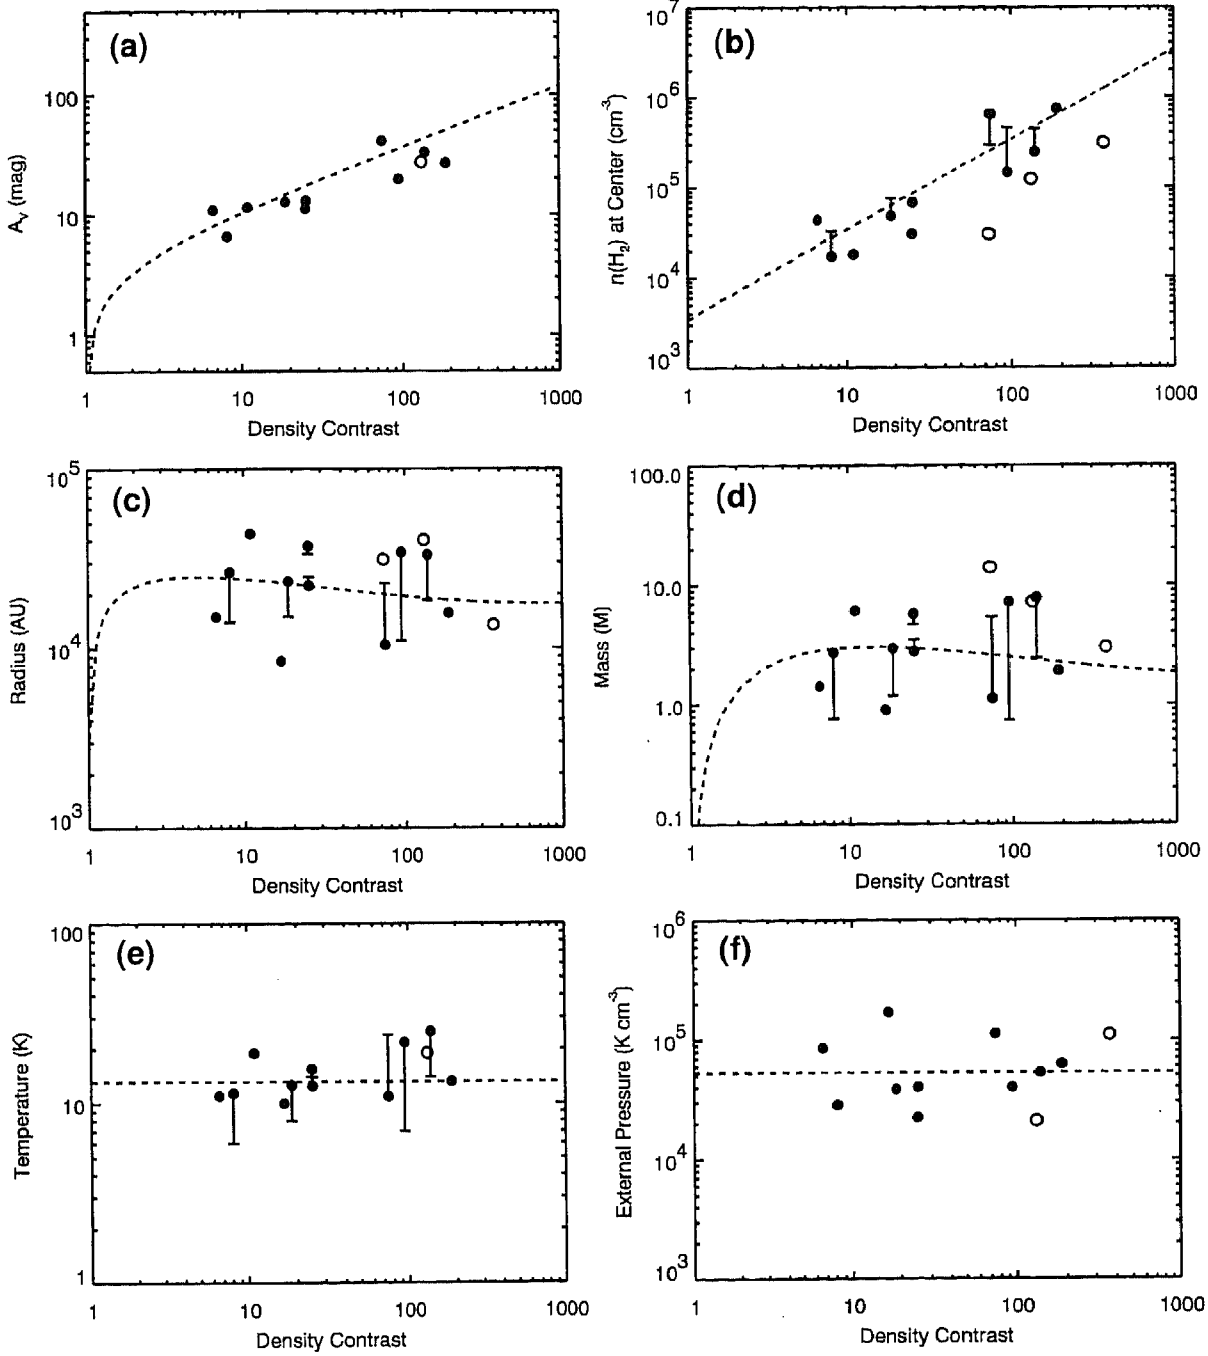 (a)
100
10
1
A_v (mag)
1 10 100 1000
Density Contrast
(b)
10^7
10^6
10^5
10^4
10^3
n(H_2) at Center (cm^-3)
1 10 100 1000
Density Contrast
(c)
10^5
10^4
10^3
Radius (AU)
1 10 100 1000
Density Contrast
(d)
100.0
10.0
1.0
0.1
Mass (M)
1 10 100 1000
Density Contrast
(e)
100
10
1
Temperature (K)
1 10 100 1000
Density Contrast
(f)
10^6
10^5
10^4
10^3
External Pressure (K cm^-3)
1 10 100 1000
Density Contrast